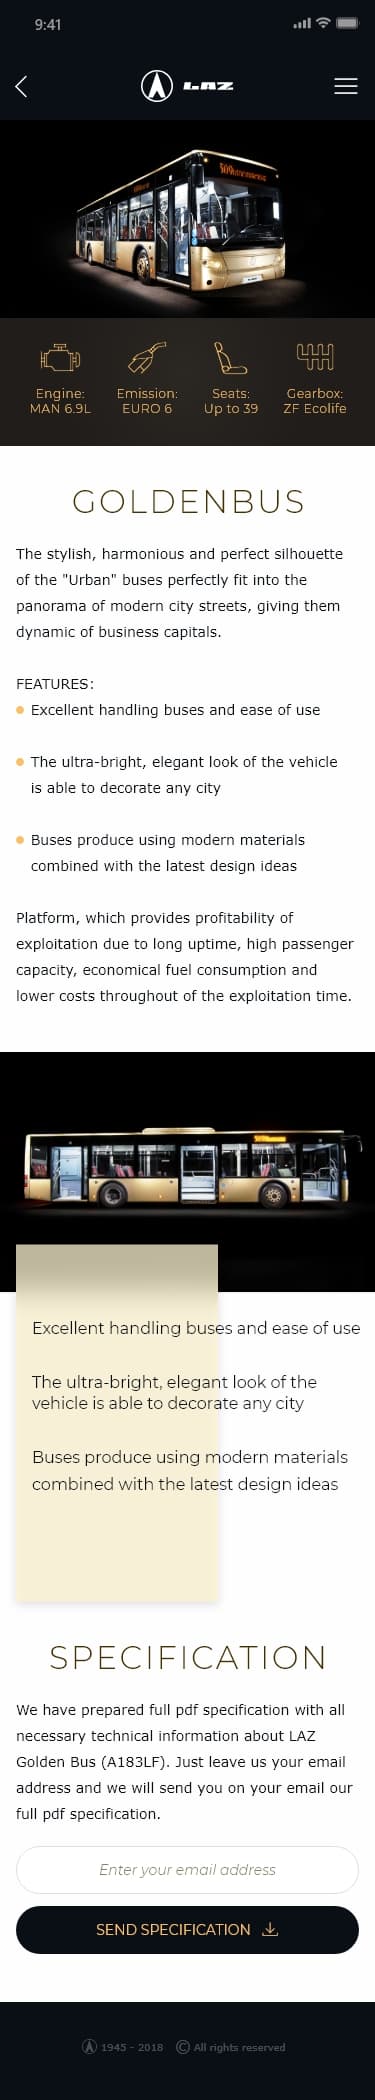 9:41
LAZ
Engine:
MAN 6.9L
Emission:
EURO 6
Seats:
Up to 39
Gearbox:
ZF Ecolife
GOLDENBUS
The stylish, harmonious and perfect silhouette
of the "Urban" buses perfectly fit into the
panorama of modern city streets, giving them
dynamic of business capitals.
FEATURES:
Excellent handling buses and ease of use
The ultra-bright, elegant look of the vehicle
is able to decorate any city
Buses produce using modern materials
combined with the latest design ideas
Platform, which provides profitability of
exploitation due to long uptime, high passenger
capacity, economical fuel consumption and
lower costs throughout of the exploitation time.
Excellent handling buses and ease of use
The ultra-bright, elegant look of the
vehicle is able to decorate any city
Buses produce using modern materials
combined with the latest design ideas
SPECIFICATION
We have prepared full pdf specification with all
necessary technical information about LAZ
Golden Bus (A183LF). Just leave us your email
address and we will send you on your email our
full pdf specification.
Enter your email address
SEND SPECIFICATION
1945 - 2018 © All rights reserved